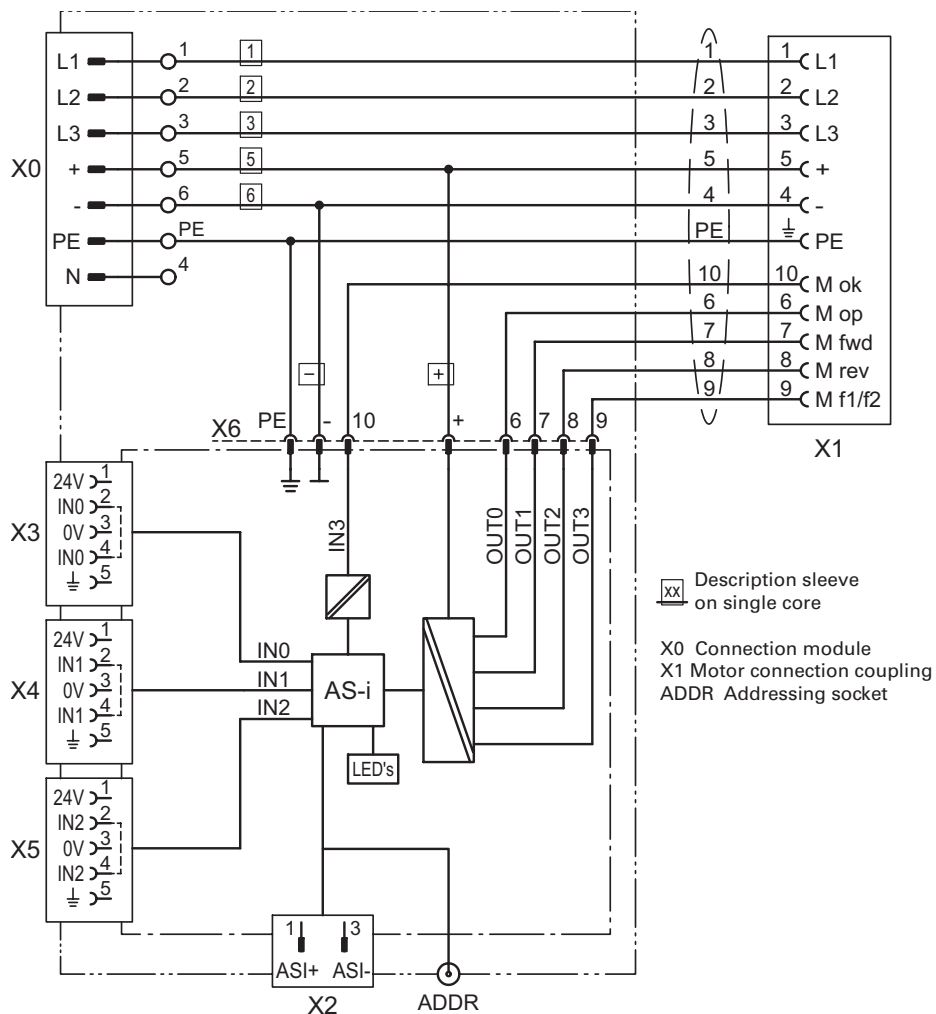 L1 1 1 1 1 L1
L2 2 2 2 2 L2
L3 3 3 3 3 L3
X0 + 5 5 5 5 +
- 6 6 4 4 -
PE PE PE PE
N 4
10 10 M ok
6 6 M op
7 7 M fwd
8 8 M rev
9 9 M f1/f2
X1
- +
X6 PE - 10 + 6 7 8 9
X3
24V 1
IN0 2
0V 3
IN0 4
5
IN3
OUT0
OUT1
OUT2
OUT3
xx Description sleeve
on single core
X0 Connection module
X1 Motor connection coupling
ADDR Addressing socket
X4
24V 1
IN1 2
0V 3
IN1 4
5
IN0
IN1
IN2
AS-i
LED's
X5
24V 1
IN2 2
0V 3
IN2 4
5
1 3
ASI+ ASI-
X2
ADDR